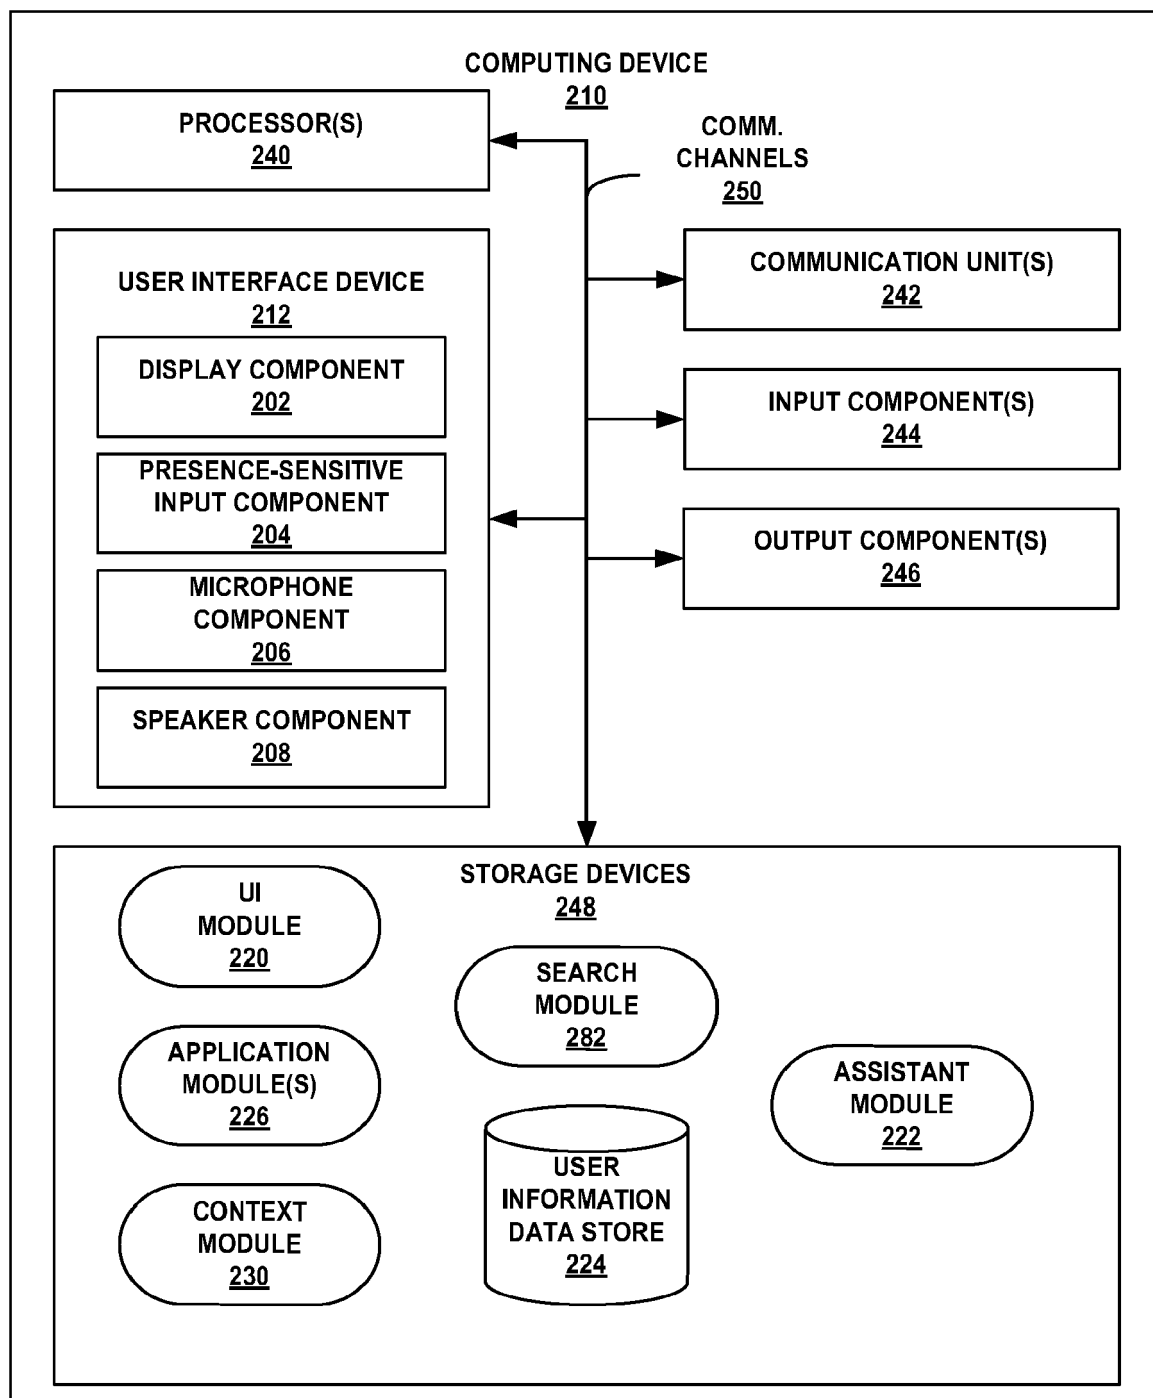 COMPUTING DEVICE
210
PROCESSOR(S)
240
COMM.
CHANNELS
250
USER INTERFACE DEVICE
212
DISPLAY COMPONENT
202
PRESENCE-SENSITIVE
INPUT COMPONENT
204
MICROPHONE
COMPONENT
206
SPEAKER COMPONENT
208
COMMUNICATION UNIT(S)
242
INPUT COMPONENT(S)
244
OUTPUT COMPONENT(S)
246
STORAGE DEVICES
248
UI
MODULE
220
APPLICATION
MODULE(S)
226
CONTEXT
MODULE
230
SEARCH
MODULE
282
USER
INFORMATION
DATA STORE
224
ASSISTANT
MODULE
222